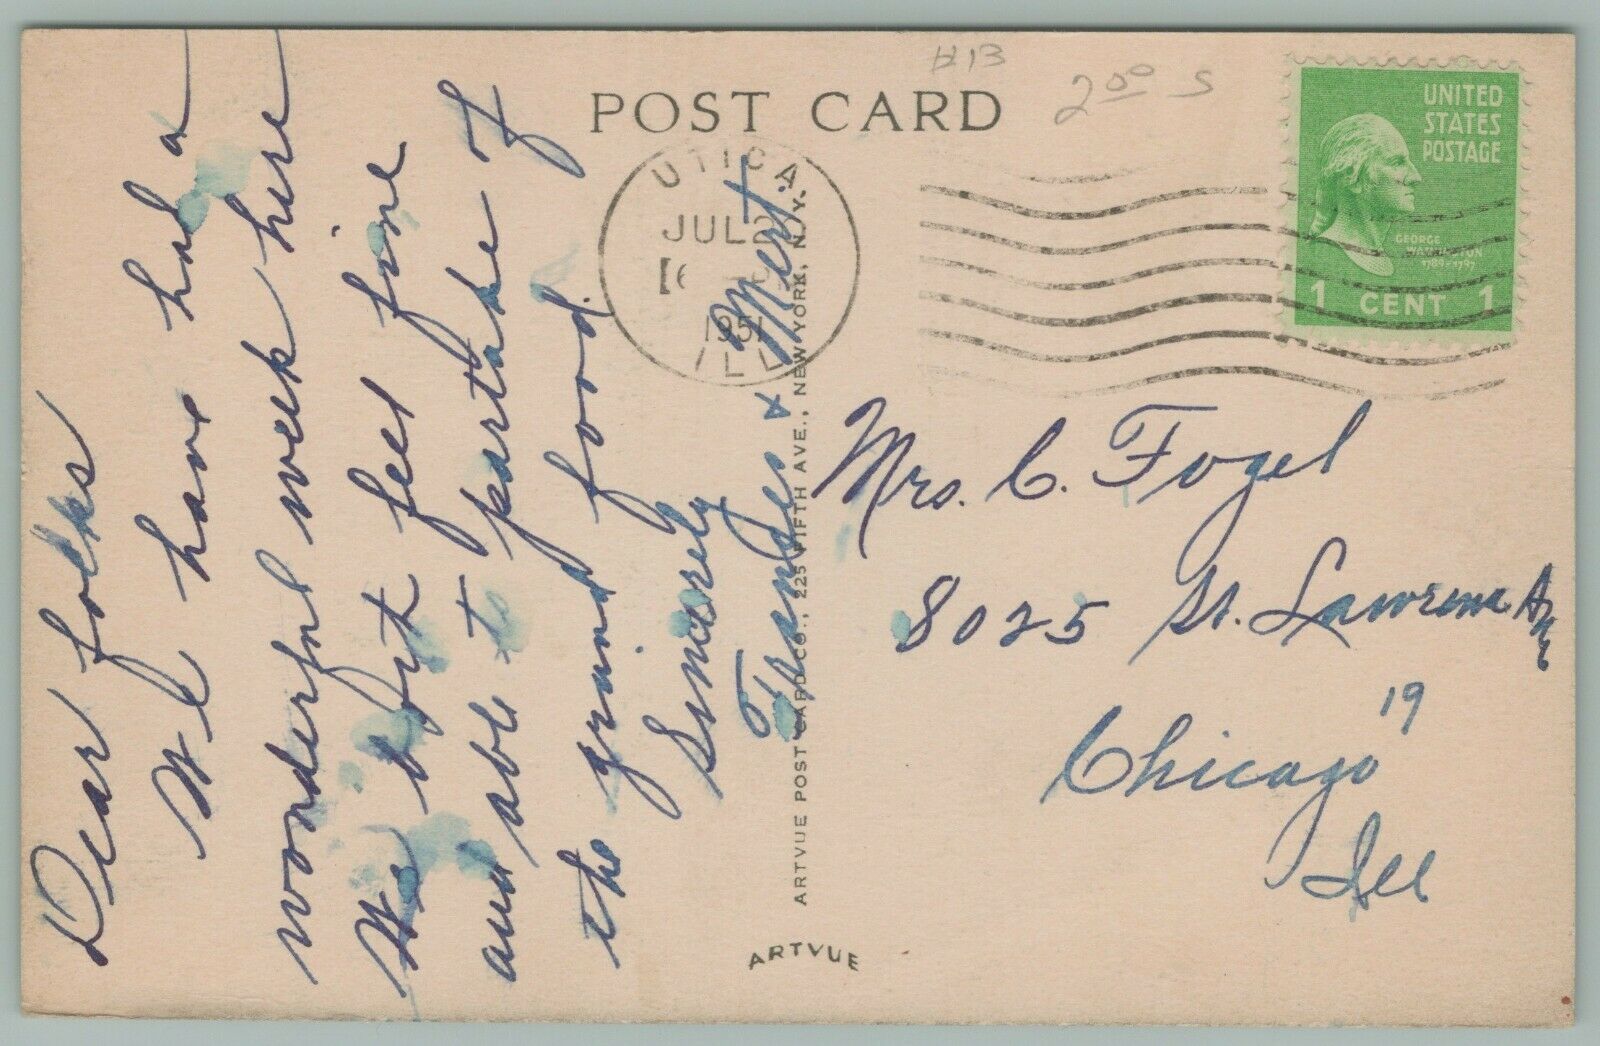 #13
2.00 S
POST CARD
UNITED
STATES
POSTAGE
GEORGE
WASHINGTON
1789-1797
1 CENT 1
UTICA
JUL
1951
ILL
Dear folks
We have had a
wonderful week here
We both feel fine
and able to partake of
the grand food.
Sincerely
Frances & Mert.
Mrs. C. Fogel
8025 St. Lawrence Ave
Chicago 19
Ill
ARTVUE POST CARD CO., 225 FIFTH AVE., NEW YORK, N.Y.
ARTVUE